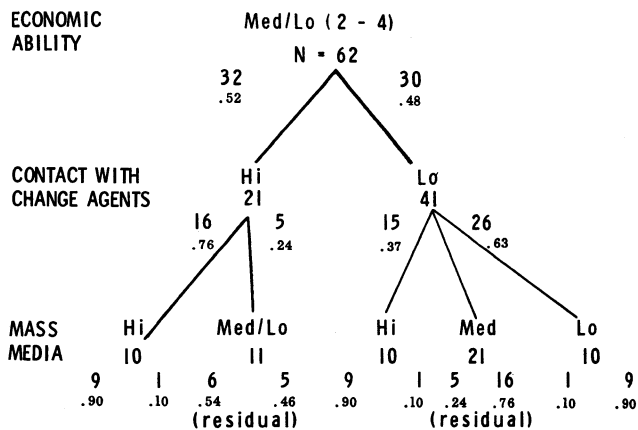 ECONOMIC ABILITY
Med/Lo (2 - 4)
N = 62
32 30
.52 .48
CONTACT WITH CHANGE AGENTS
Hi Lo
21 41
16 5 15 26
.76 .24 .37 .63
MASS MEDIA
Hi Med/Lo Hi Med Lo
10 11 10 21 10
9 1 6 5 9 1 5 16 1 9
.90 .10 .54 .46 .90 .10 .24 .76 .10 .90
(residual) (residual)